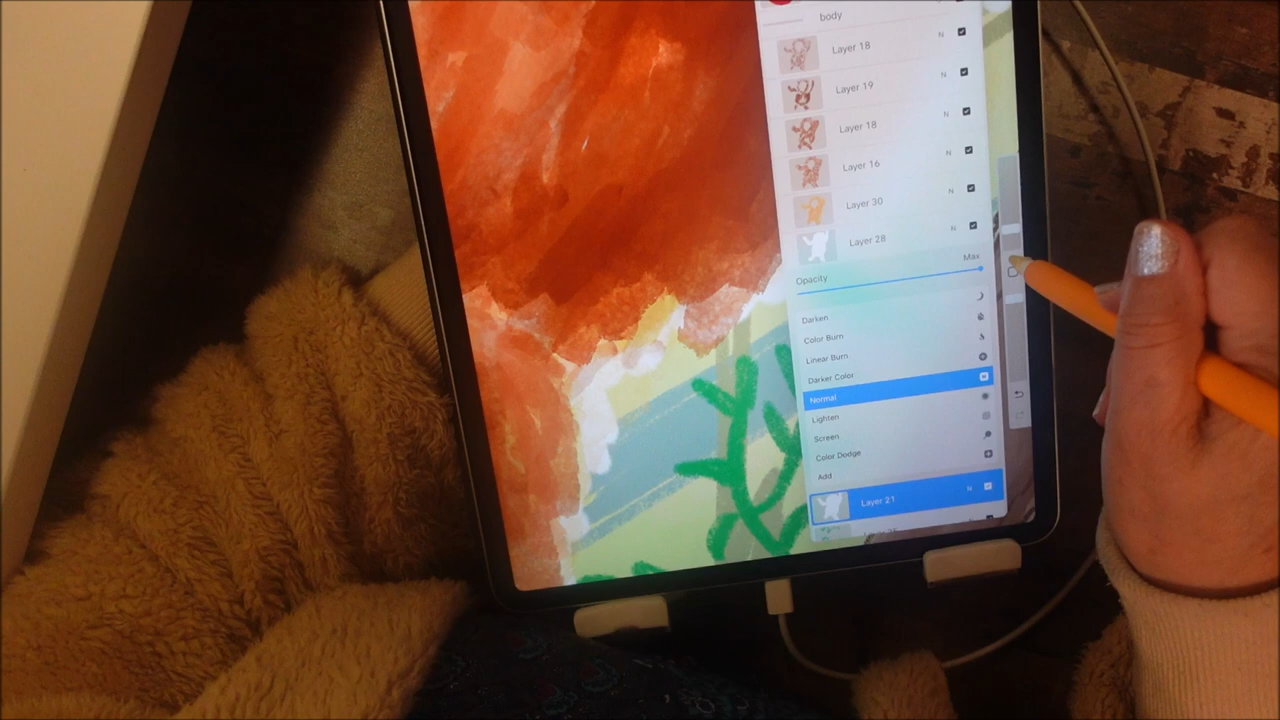 body
Layer 18 N
Layer 19 N
Layer 18 N
Layer 16 N
Layer 30 N
Layer 28 N
Opacity Max
Darken
Color Burn
Linear Burn
Darker Color
Normal
Lighten
Screen
Color Dodge
Add
Layer 21 N